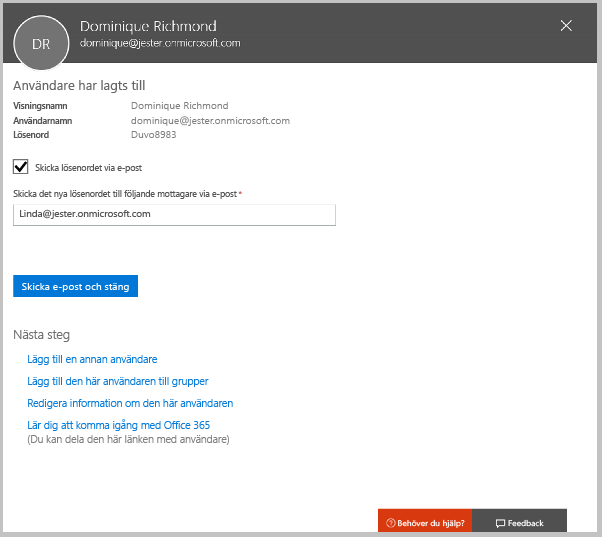 DR
Dominique Richmond
dominique@jester.onmicrosoft.com
Användare har lagts till
Visningsnamn Dominique Richmond
Användarnamn dominique@jester.onmicrosoft.com
Lösenord Duvo8983
Skicka lösenordet via e-post
Skicka det nya lösenordet till följande mottagare via e-post *
Linda@jester.onmicrosoft.com
Skicka e-post och stäng
Nästa steg
Lägg till en annan användare
Lägg till den här användaren till grupper
Redigera information om den här användaren
Lär dig att komma igång med Office 365
(Du kan dela den här länken med användare)
Behöver du hjälp? Feedback